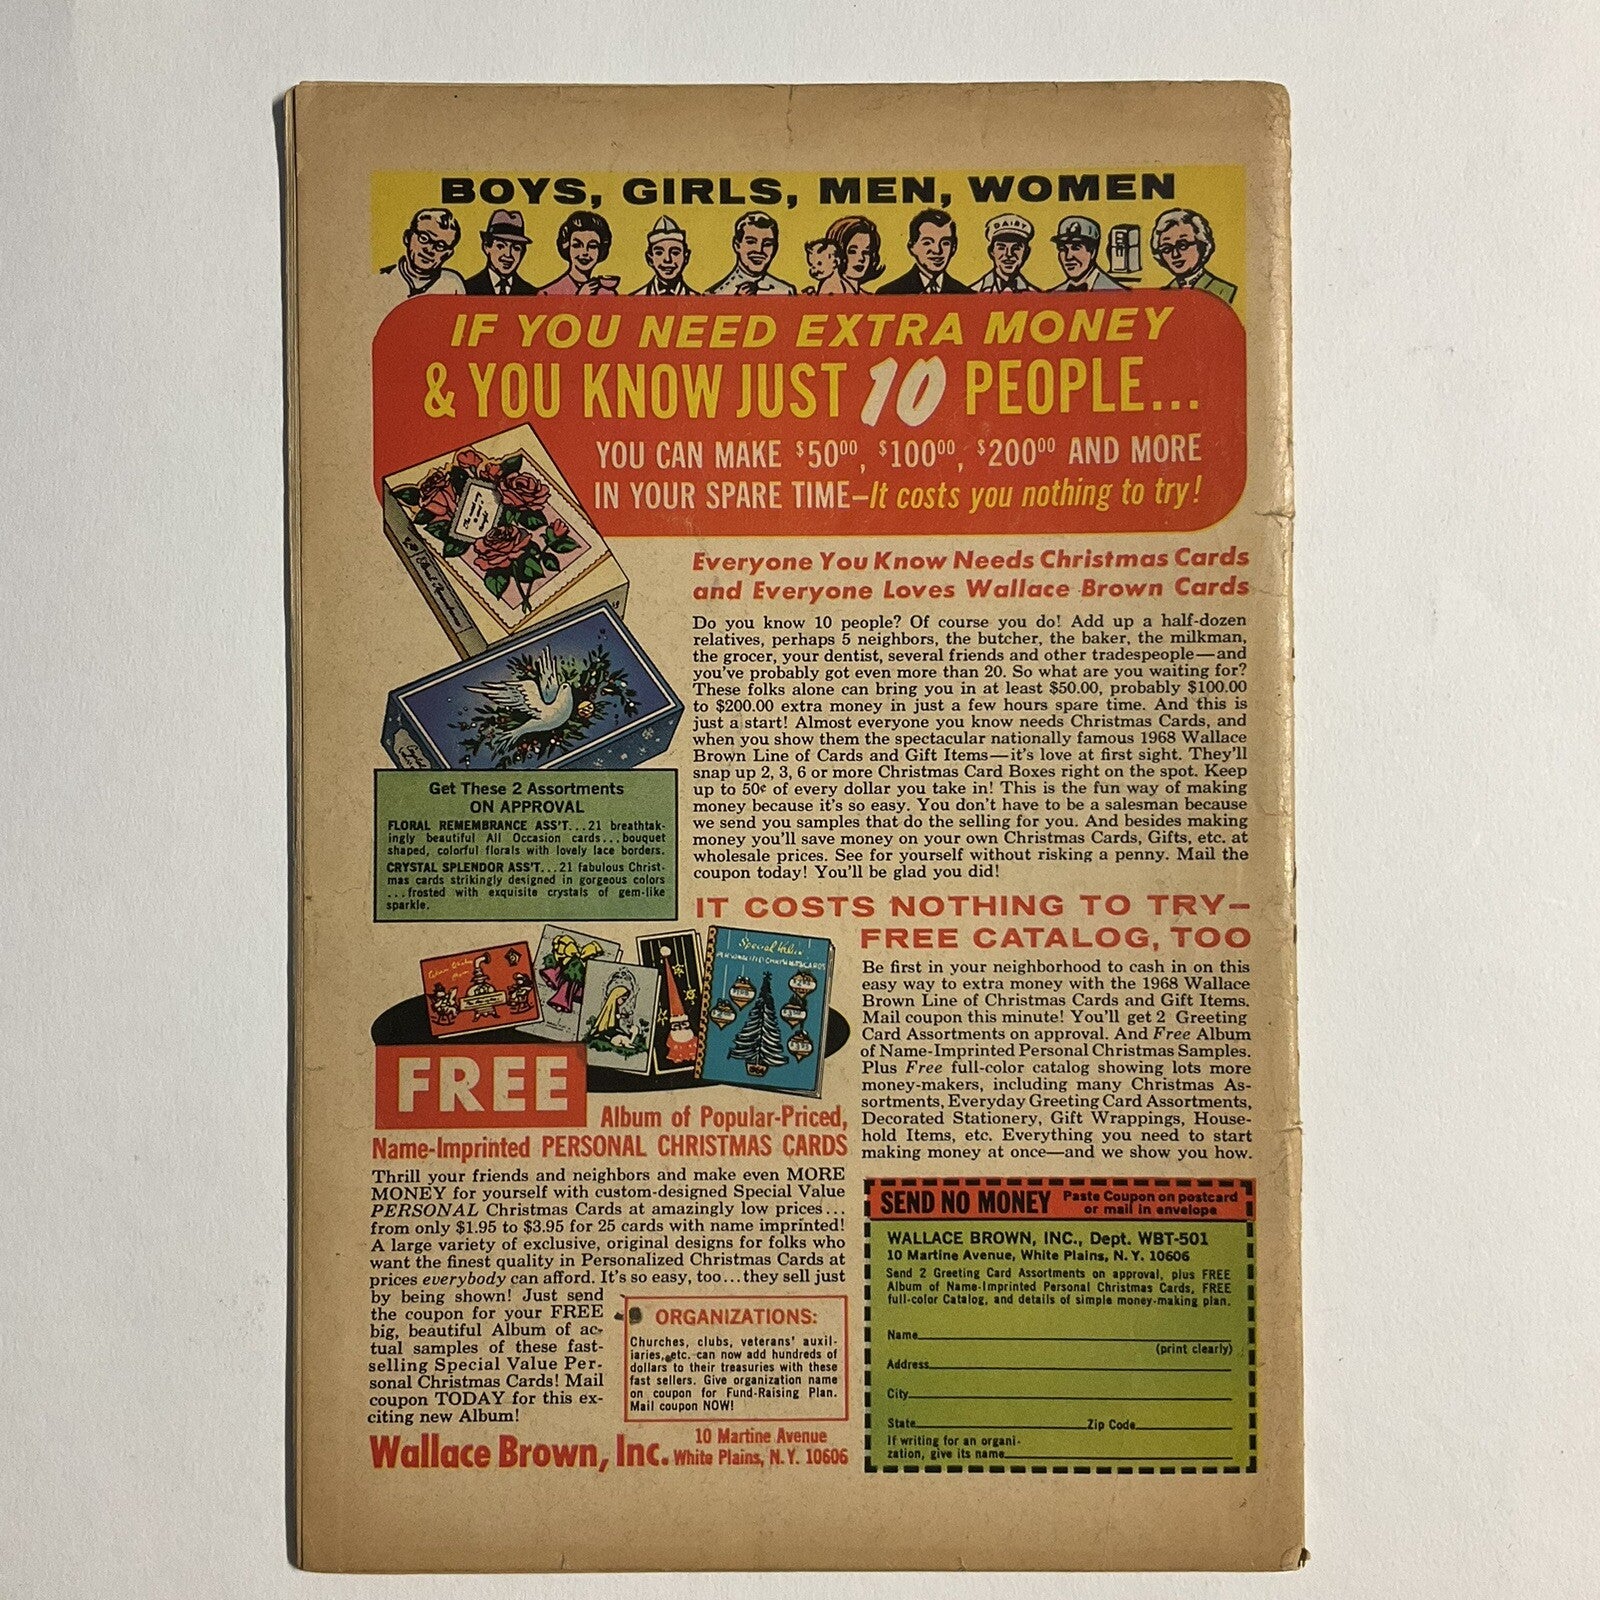 BOYS, GIRLS, MEN, WOMEN
DAIRY
IF YOU NEED EXTRA MONEY
& YOU KNOW JUST 10 PEOPLE...
YOU CAN MAKE $50⁰⁰, $100⁰⁰, $200⁰⁰ AND MORE
IN YOUR SPARE TIME—It costs you nothing to try!
Everyone You Know Needs Christmas Cards
and Everyone Loves Wallace Brown Cards
Do you know 10 people? Of course you do! Add up a half-dozen
relatives, perhaps 5 neighbors, the butcher, the baker, the milkman,
the grocer, your dentist, several friends and other tradespeople—and
you've probably got even more than 20. So what are you waiting for?
These folks alone can bring you in at least $50.00, probably $100.00
to $200.00 extra money in just a few hours spare time. And this is
just a start! Almost everyone you know needs Christmas Cards, and
when you show them the spectacular nationally famous 1968 Wallace
Brown Line of Cards and Gift Items—it's love at first sight. They'll
snap up 2, 3, 6 or more Christmas Card Boxes right on the spot. Keep
up to 50¢ of every dollar you take in! This is the fun way of making
money because it's so easy. You don't have to be a salesman because
we send you samples that do the selling for you. And besides making
money you'll save money on your own Christmas Cards, Gifts, etc. at
wholesale prices. See for yourself without risking a penny. Mail the
coupon today! You'll be glad you did!
Get These 2 Assortments
ON APPROVAL
FLORAL REMEMBRANCE ASS'T...21 breathtak-
ingly beautiful All Occasion cards...bouquet
shaped, colorful florals with lovely lace borders.
CRYSTAL SPLENDOR ASS'T...21 fabulous Christ-
mas cards strikingly designed in gorgeous colors
...frosted with exquisite crystals of gem-like
sparkle.
IT COSTS NOTHING TO TRY—
FREE CATALOG, TOO
Be first in your neighborhood to cash in on this
easy way to extra money with the 1968 Wallace
Brown Line of Christmas Cards and Gift Items.
Mail coupon this minute! You'll get 2 Greeting
Card Assortments on approval. And Free Album
of Name-Imprinted Personal Christmas Samples.
Plus Free full-color catalog showing lots more
money-makers, including many Christmas As-
sortments, Everyday Greeting Card Assortments,
Decorated Stationery, Gift Wrappings, House-
hold Items, etc. Everything you need to start
making money at once—and we show you how.
Special Value
PERSONALIZED CHRISTMAS CARDS
FREE
Album of Popular-Priced,
Name-Imprinted PERSONAL CHRISTMAS CARDS
Thrill your friends and neighbors and make even MORE
MONEY for yourself with custom-designed Special Value
PERSONAL Christmas Cards at amazingly low prices...
from only $1.95 to $3.95 for 25 cards with name imprinted!
A large variety of exclusive, original designs for folks who
want the finest quality in Personalized Christmas Cards at
prices everybody can afford. It's so easy, too...they sell just
by being shown! Just send
the coupon for your FREE
big, beautiful Album of ac-
tual samples of these fast-
selling Special Value Per-
sonal Christmas Cards! Mail
coupon TODAY for this ex-
citing new Album!
ORGANIZATIONS:
Churches, clubs, veterans' auxil-
iaries, etc. can now add hundreds of
dollars to their treasuries with these
fast sellers. Give organization name
on coupon for Fund-Raising Plan.
Mail coupon NOW!
Wallace Brown, Inc. 10 Martine Avenue
White Plains, N.Y. 10606
SEND NO MONEY Paste Coupon on postcard
or mail in envelope
WALLACE BROWN, INC., Dept. WBT-501
10 Martine Avenue, White Plains, N. Y. 10606
Send 2 Greeting Card Assortments on approval, plus FREE
Album of Name-Imprinted Personal Christmas Cards, FREE
full-color Catalog, and details of simple money-making plan.
Name
(print clearly)
Address
City
State Zip Code
If writing for an organi-
zation, give its name